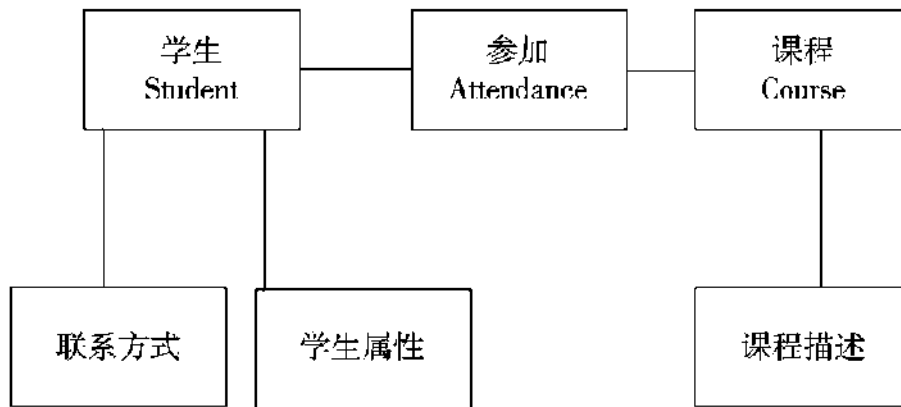 学生
Student
参加
Attendance
课程
Course
联系方式
学生属性
课程描述